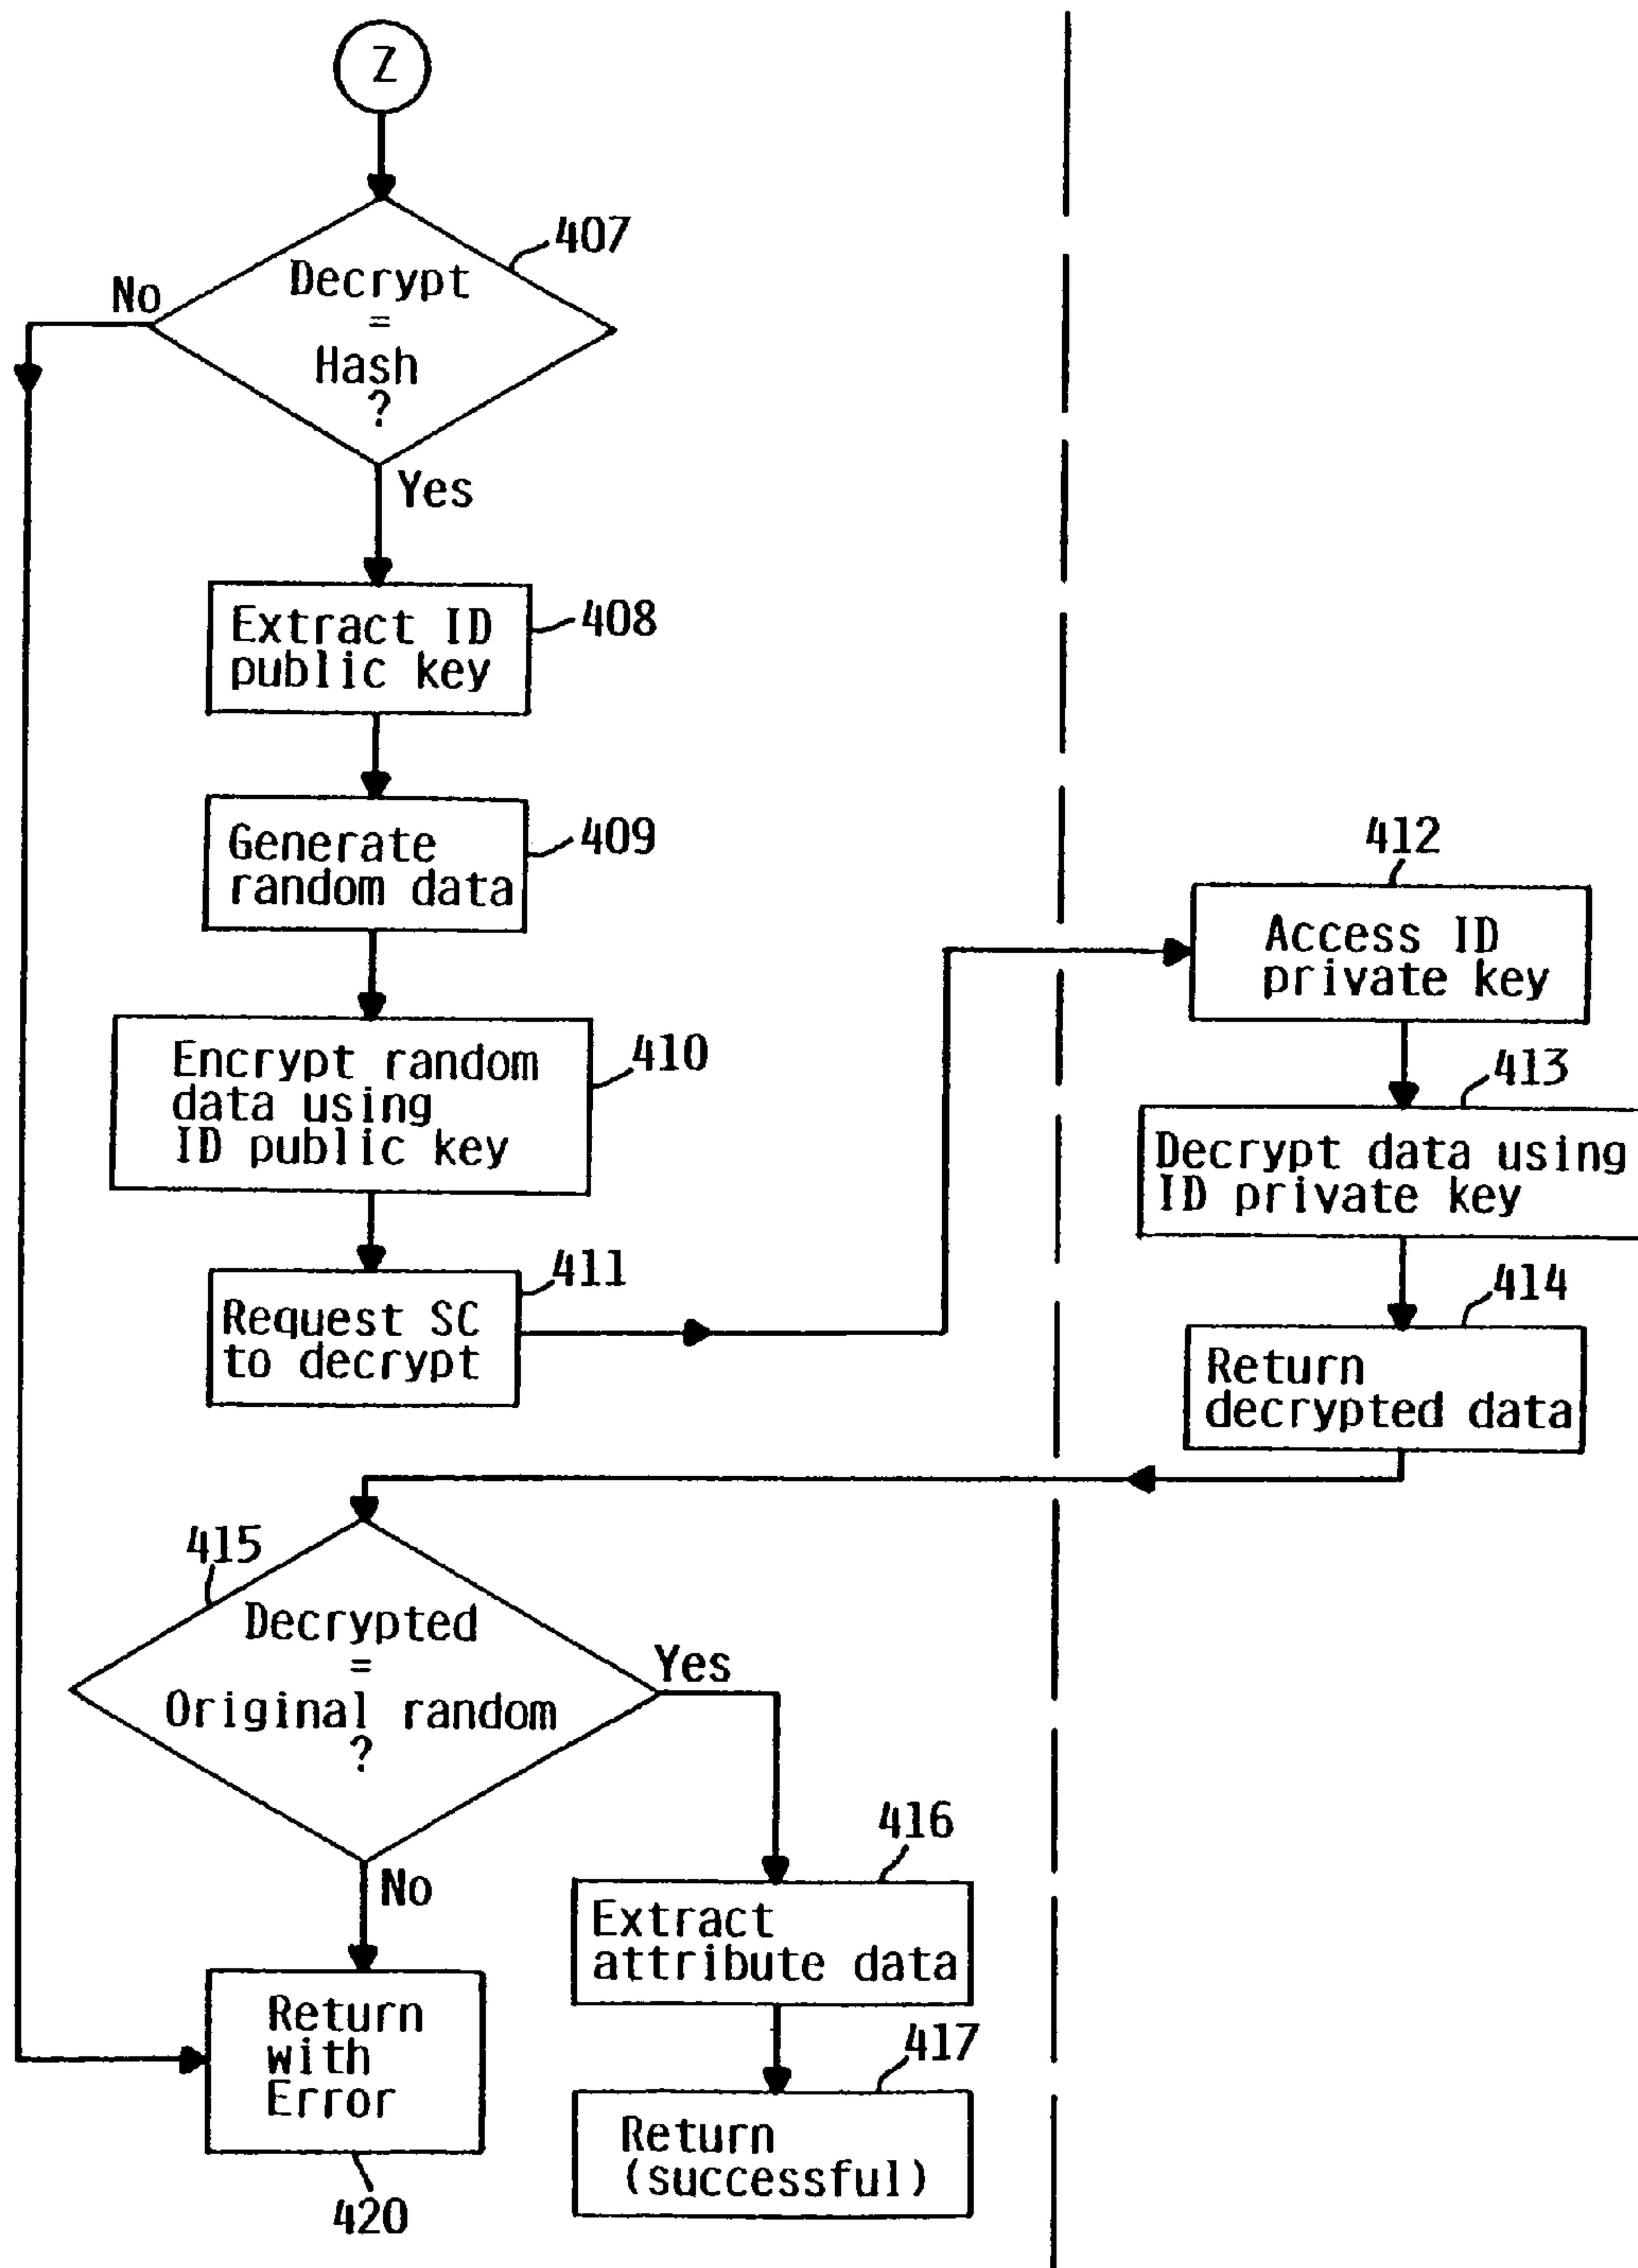 Z
407
Decrypt
=
Hash
?
No
Yes
Extract ID
public key
408
Generate
random data
409
Encrypt random
data using
ID public key
410
Request SC
to decrypt
411
412
Access ID
private key
413
Decrypt data using
ID private key
414
Return
decrypted data
415
Decrypted
=
Original random
?
Yes
No
416
Extract
attribute data
417
Return
(successful)
Return
with
Error
420